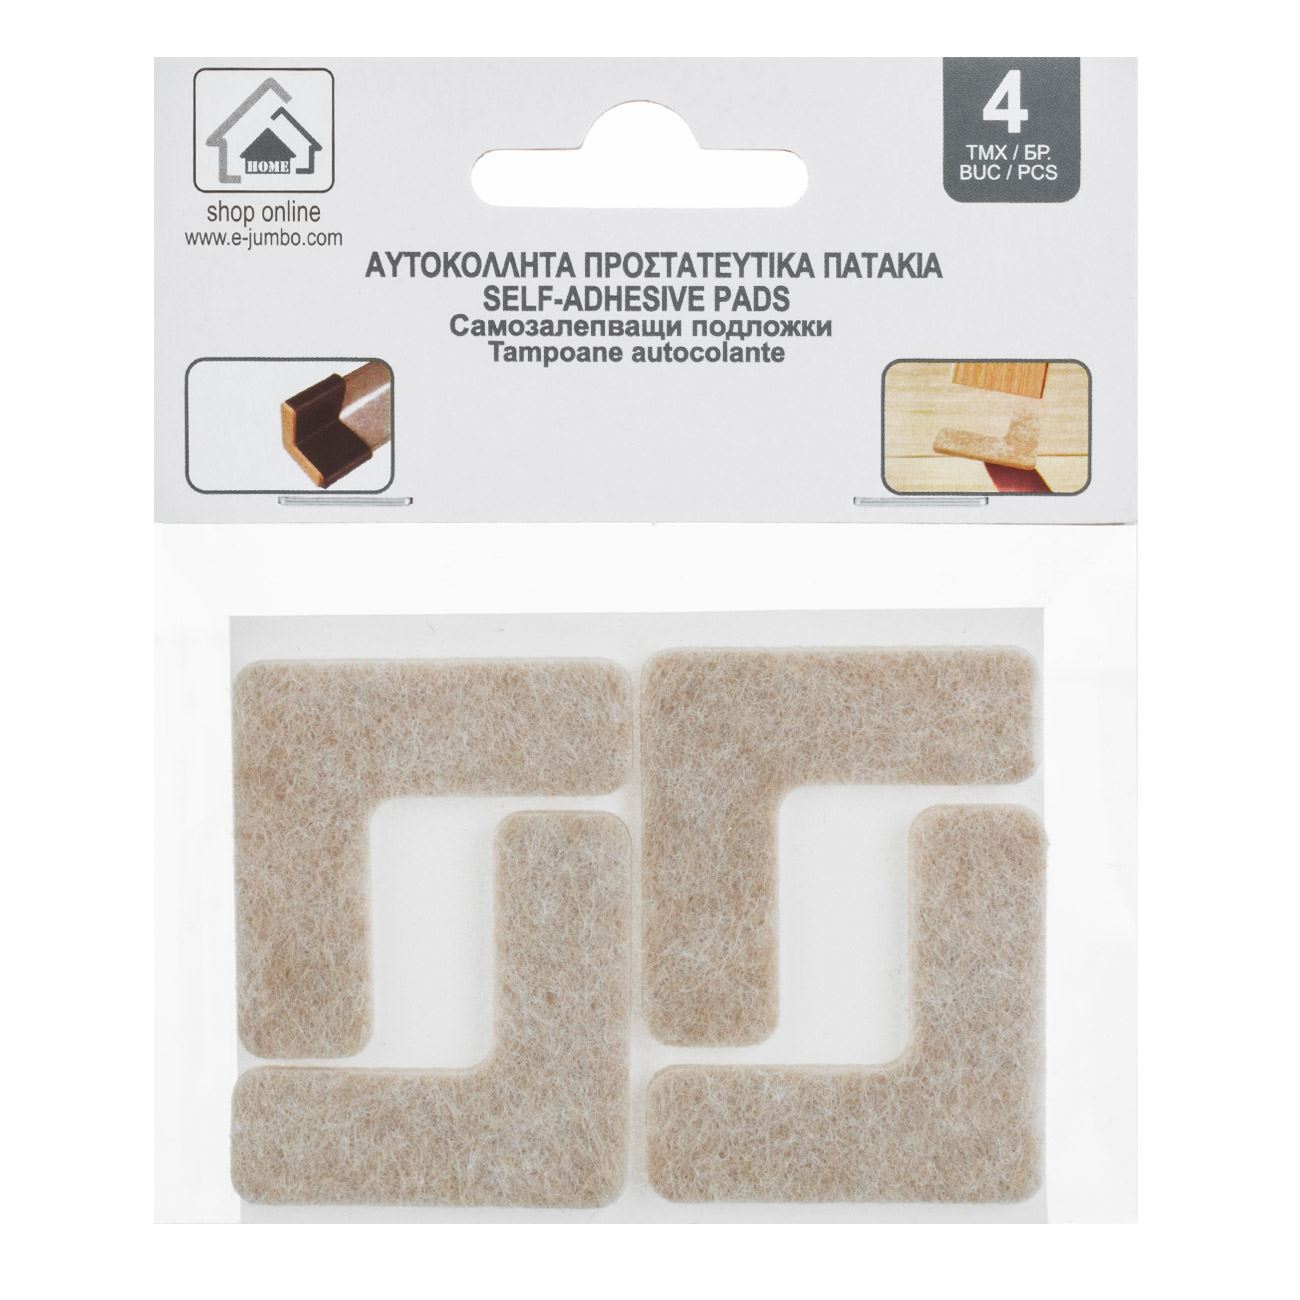 HOME
shop online
www.e-jumbo.com
4
ΤΜΧ / БР.
BUC / PCS
ΑΥΤΟΚΟΛΛΗΤΑ ΠΡΟΣΤΑΤΕΥΤΙΚΑ ΠΑΤΑΚΙΑ
SELF-ADHESIVE PADS
Самозалепващи подложки
Tampoane autocolante